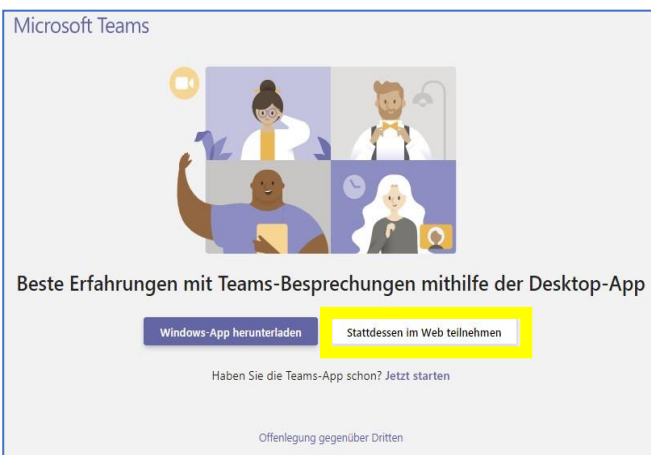 Microsoft Teams
Beste Erfahrungen mit Teams-Besprechungen mithilfe der Desktop-App
Windows-App herunterladen
Stattdessen im Web teilnehmen
Haben Sie die Teams-App schon? Jetzt starten
Offenlegung gegenüber Dritten